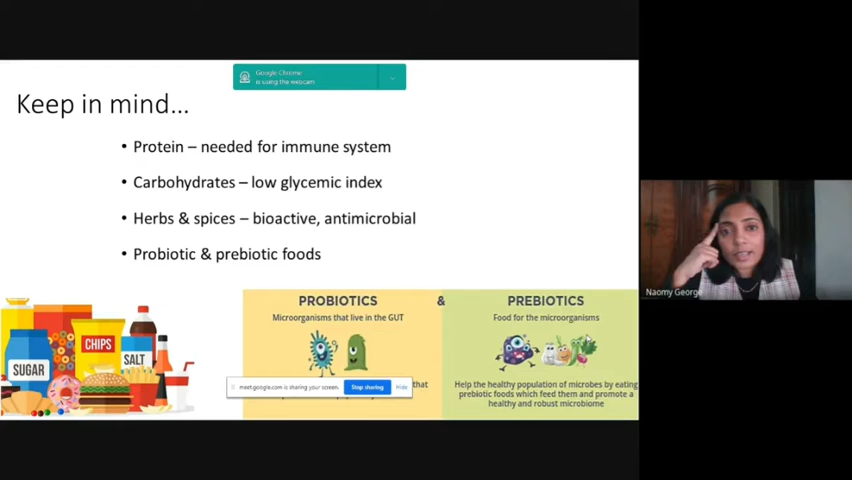 Google Chrome
is using the webcam
Keep in mind...
• Protein – needed for immune system
• Carbohydrates – low glycemic index
• Herbs & spices – bioactive, antimicrobial
• Probiotic & prebiotic foods
PROBIOTICS & PREBIOTICS
Microorganisms that live in the GUT
Food for the microorganisms
CHIPS
SALT
SUGAR
meet.google.com is sharing your screen.
Stop sharing
Hide
that
Help the healthy population of microbes by eating
prebiotic foods which feed them and promote a
healthy and robust microbiome
Naomy George